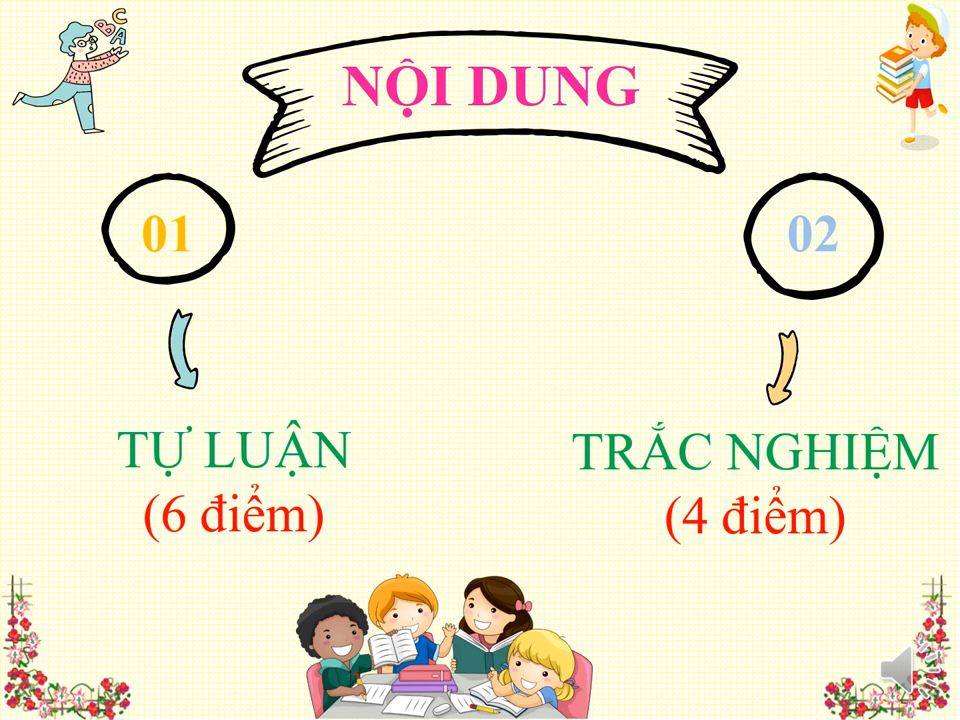 NỘI DUNG
01
02
TỰ LUẬN
(6 điểm)
TRẮC NGHIỆM
(4 điểm)
A B C